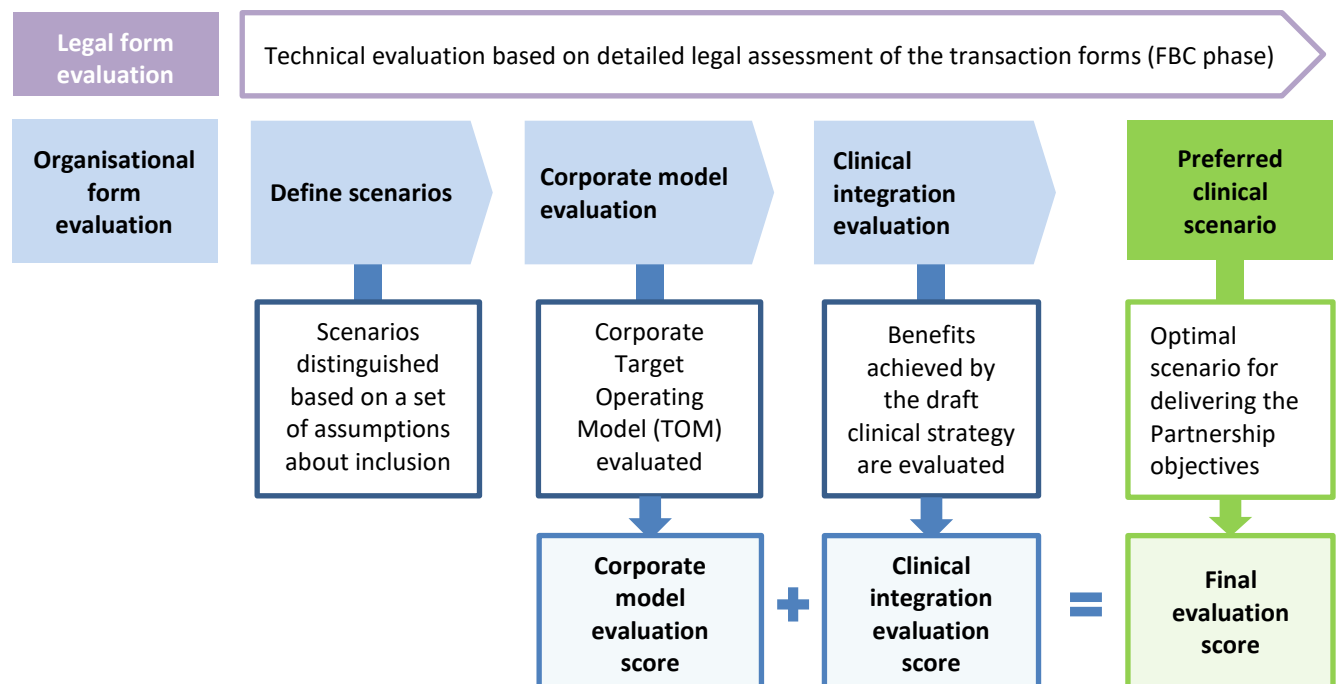 Legal form
evaluation
Technical evaluation based on detailed legal assessment of the transaction forms (FBC phase)
Organisational
form
evaluation
Define scenarios
Corporate model
evaluation
Clinical
integration
evaluation
Preferred
clinical
scenario
Scenarios
distinguished
based on a set
of assumptions
about inclusion
Corporate
Target
Operating
Model (TOM)
evaluated
Benefits
achieved by
the draft
clinical strategy
are evaluated
Optimal
scenario for
delivering the
Partnership
objectives
Corporate
model
evaluation
score
+
Clinical
integration
evaluation
score
=
Final
evaluation
score